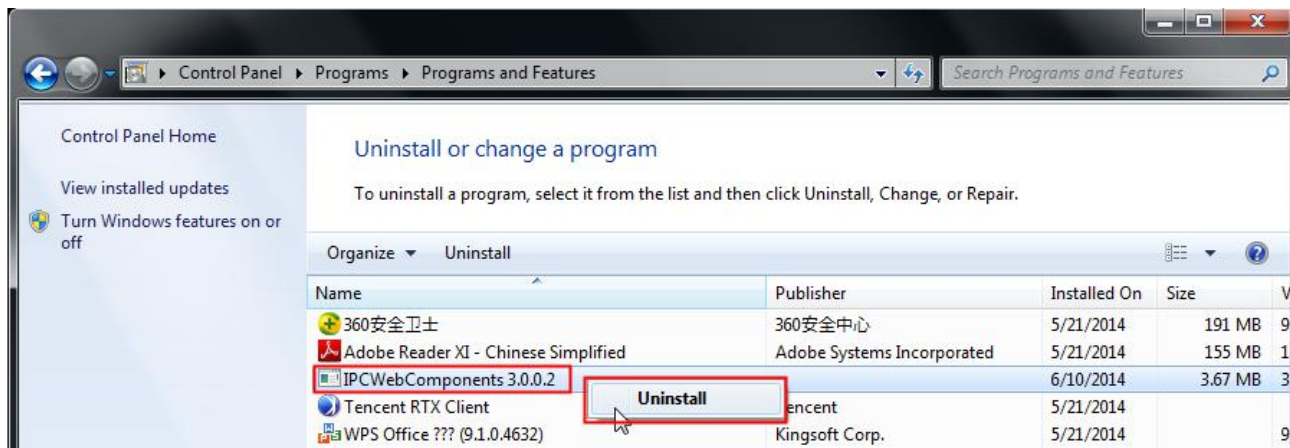 Control Panel ▸ Programs ▸ Programs and Features
Search Programs and Features
Control Panel Home
View installed updates
Turn Windows features on or
off
Uninstall or change a program
To uninstall a program, select it from the list and then click Uninstall, Change, or Repair.
Organize Uninstall
Name Publisher Installed On Size V
360安全卫士 360安全中心 5/21/2014 191 MB 9
Adobe Reader XI - Chinese Simplified Adobe Systems Incorporated 5/21/2014 155 MB 1
IPCWebComponents 3.0.0.2 6/10/2014 3.67 MB 3
Uninstall
Tencent RTX Client encent 5/21/2014
WPS Office ??? (9.1.0.4632) Kingsoft Corp. 5/21/2014 9